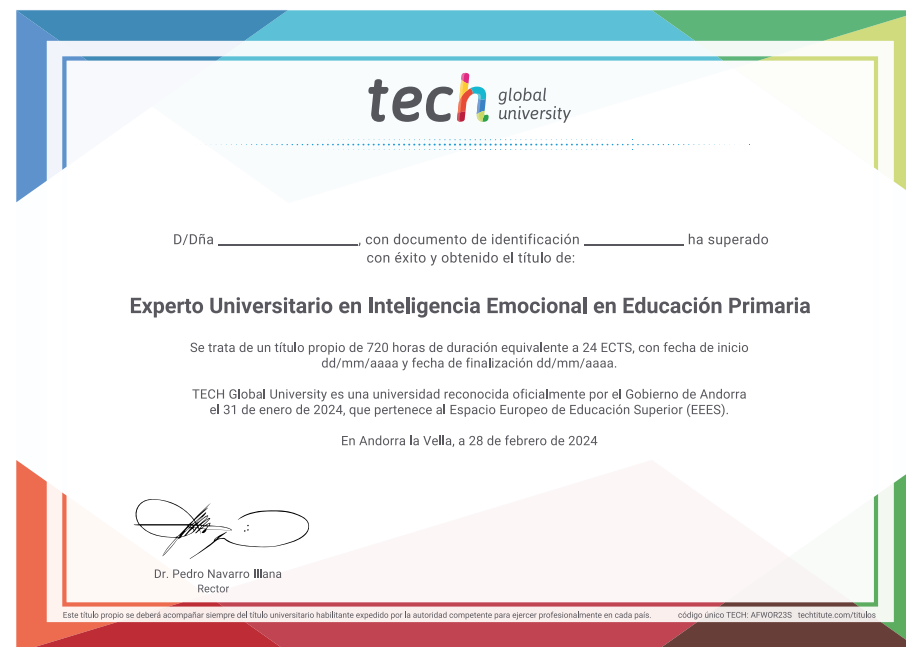 tech global
university
D/Dña ____________________, con documento de identificación ______________ ha superado
con éxito y obtenido el título de:
Experto Universitario en Inteligencia Emocional en Educación Primaria
Se trata de un título propio de 720 horas de duración equivalente a 24 ECTS, con fecha de inicio
dd/mm/aaaa y fecha de finalización dd/mm/aaaa.
TECH Global University es una universidad reconocida oficialmente por el Gobierno de Andorra
el 31 de enero de 2024, que pertenece al Espacio Europeo de Educación Superior (EEES).
En Andorra la Vella, a 28 de febrero de 2024
Dr. Pedro Navarro Illana
Rector
Este título propio se deberá acompañar siempre del título universitario habilitante expedido por la autoridad competente para ejercer profesionalmente en cada país. código único TECH: AFWOR23S techtitute.com/titulos